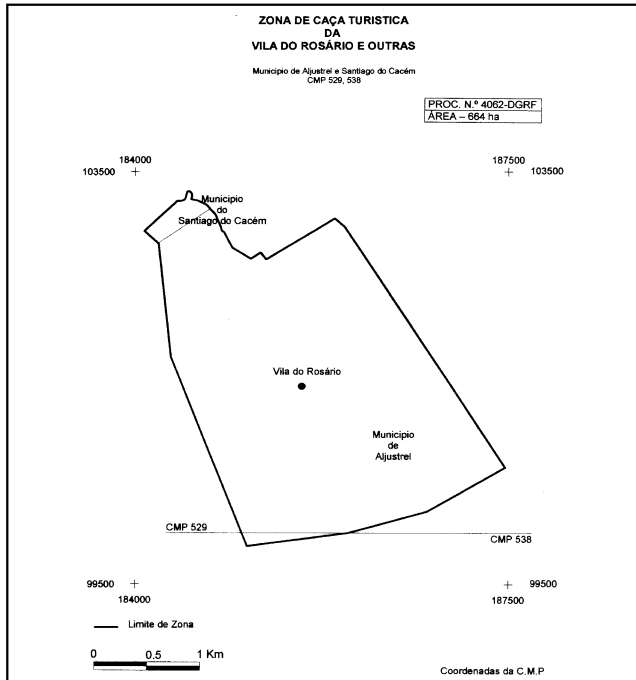 ZONA DE CAÇA TURISTICA
DA
VILA DO ROSÁRIO E OUTRAS
Municipio de Aljustrel e Santiago do Cacém
CMP 529, 538
PROC. N.º 4062-DGRF
ÁREA – 664 ha
184000
187500
103500
103500
Municipio
do
Santiago do Cacém
Vila do Rosário
Municipio
de
Aljustrel
CMP 529
CMP 538
99500
99500
184000
187500
Limite de Zona
0 0.5 1 Km
Coordenadas da C.M.P